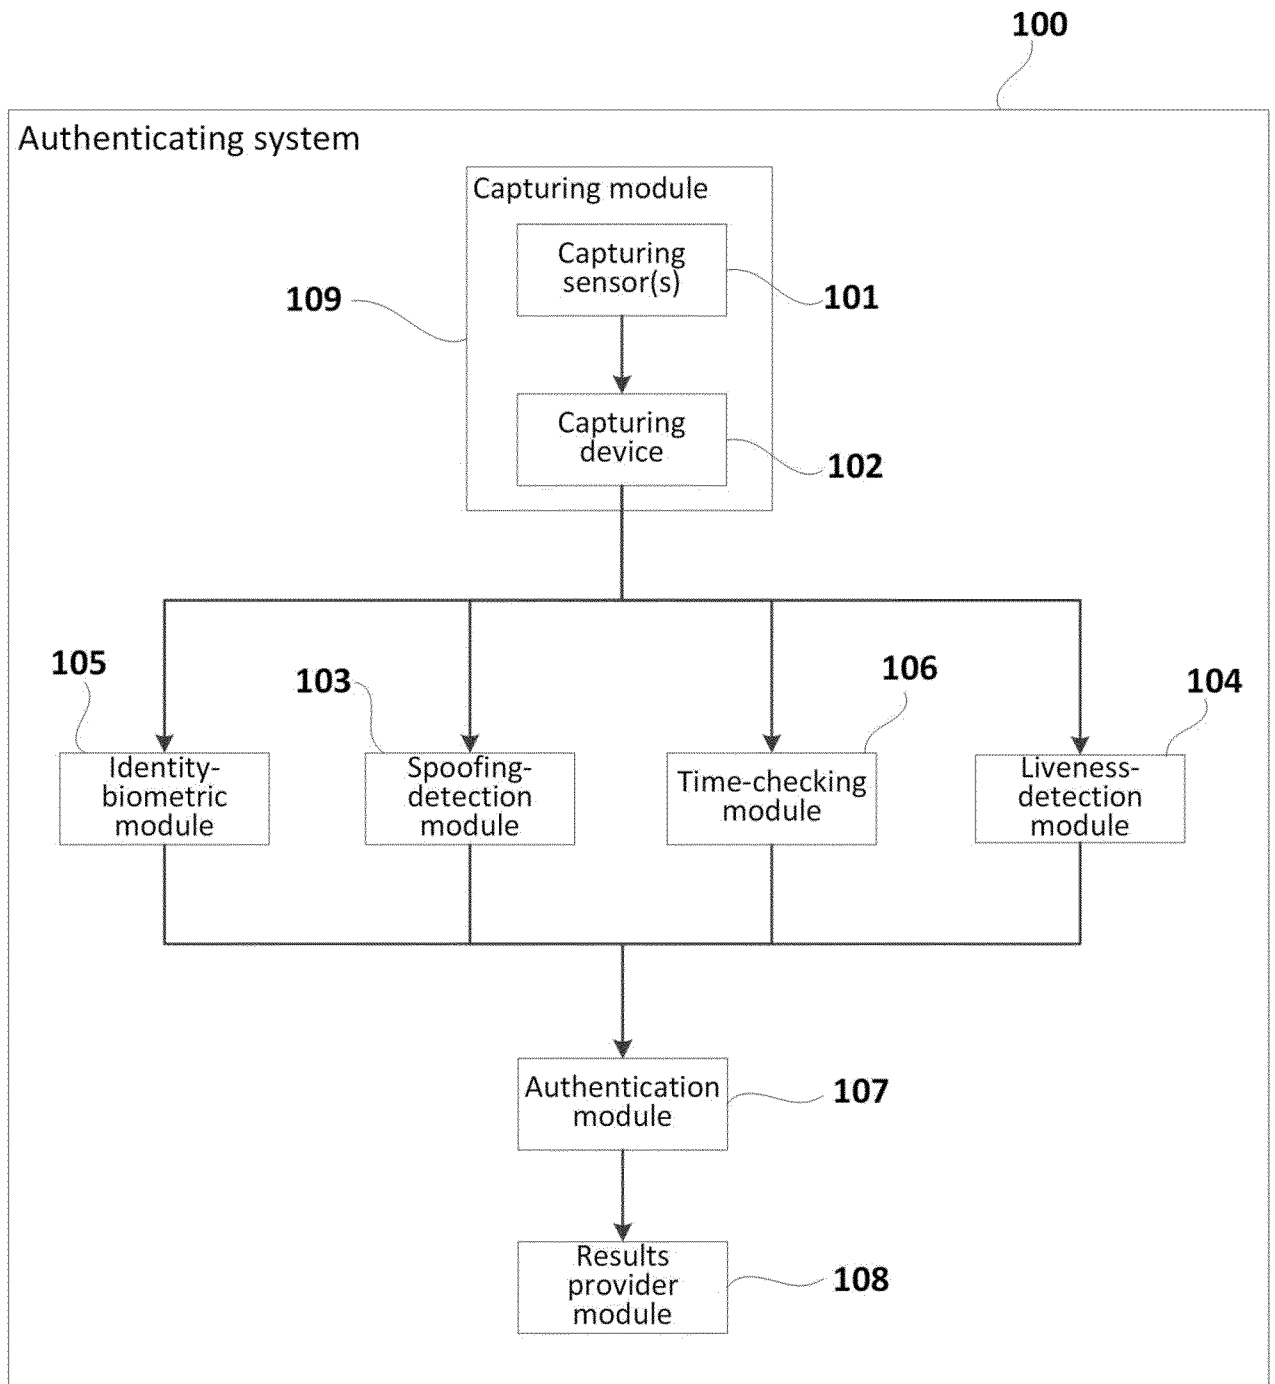 100
Authenticating system
Capturing module
Capturing
sensor(s)
109
101
Capturing
device
102
105
103
106
104
Identity-
biometric
module
Spoofing-
detection
module
Time-checking
module
Liveness-
detection
module
Authentication
module
107
Results
provider
module
108